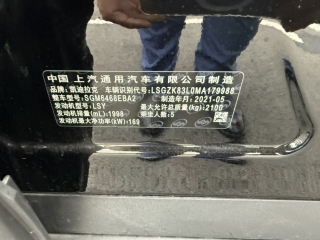 中国 上汽通用汽车有限公司制造
品牌：凯迪拉克 车辆识别代号：LSGZK83L0MA179988
整车型号：SGM6468EBA2 制造年月：2021-05
发动机型号：LSY 最大允许总质量(kg)：2100
发动机排量(mL)：1998 乘坐人数：5
发动机最大净功率(kW)：169